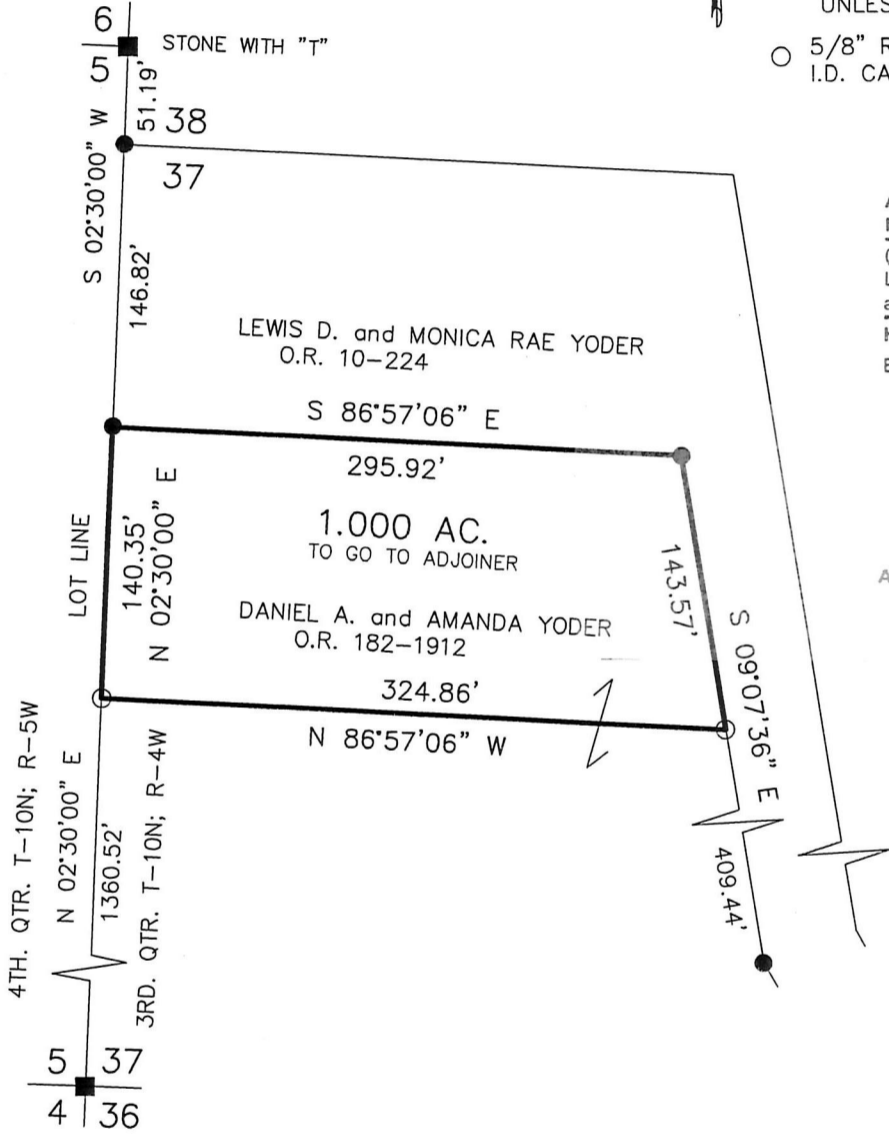 6
STONE WITH "T"
5
51.19'
38
37
S 02°30'00" W
146.82'
UNLES
5/8" R
I.D. CA
LEWIS D. and MONICA RAE YODER
O.R. 10-224
S 86°57'06" E
295.92'
LOT LINE
140.35'
N 02°30'00" E
1.000 AC.
TO GO TO ADJOINER
143.57'
S 09°07'36" E
DANIEL A. and AMANDA YODER
O.R. 182-1912
324.86'
N 86°57'06" W
4TH. QTR. T-10N; R-5W
N 02°30'00" E
1360.52'
3RD. QTR. T-10N; R-4W
409.44'
5 37
4 36